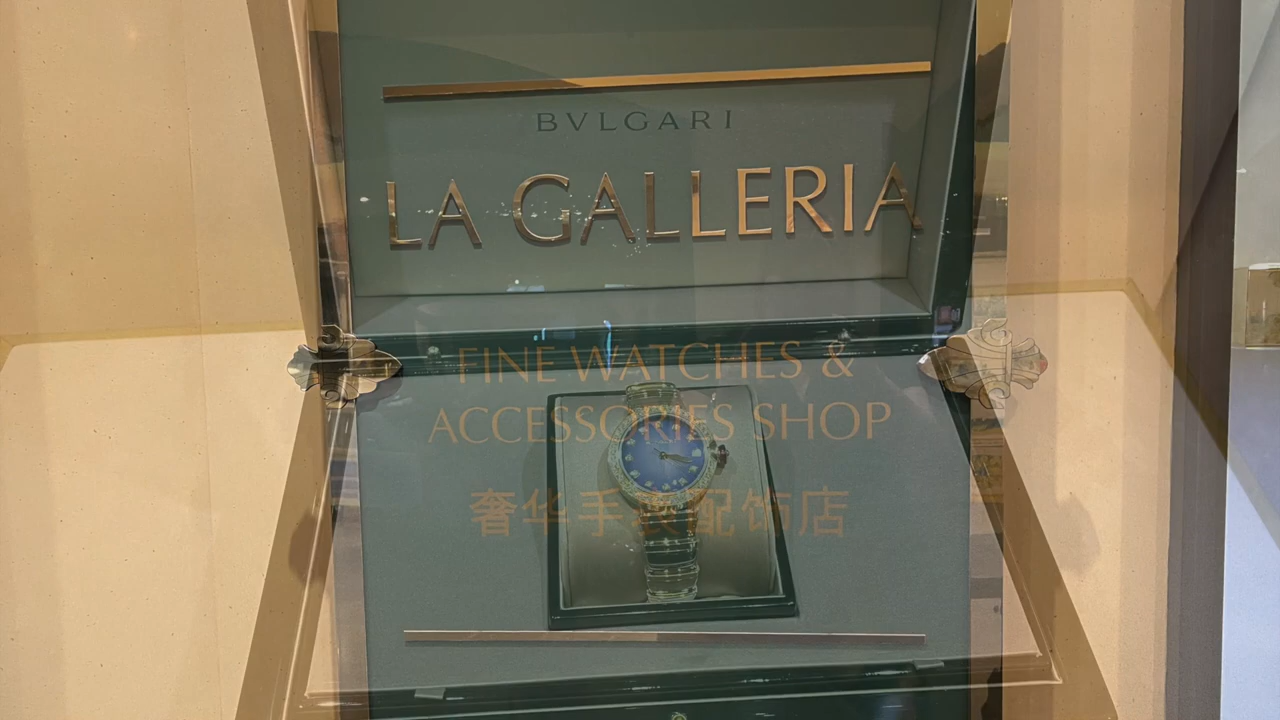 BVLGARI
LA GALLERIA
FINE WATCHES &
ACCESSORIES SHOP
奢华手表配饰店